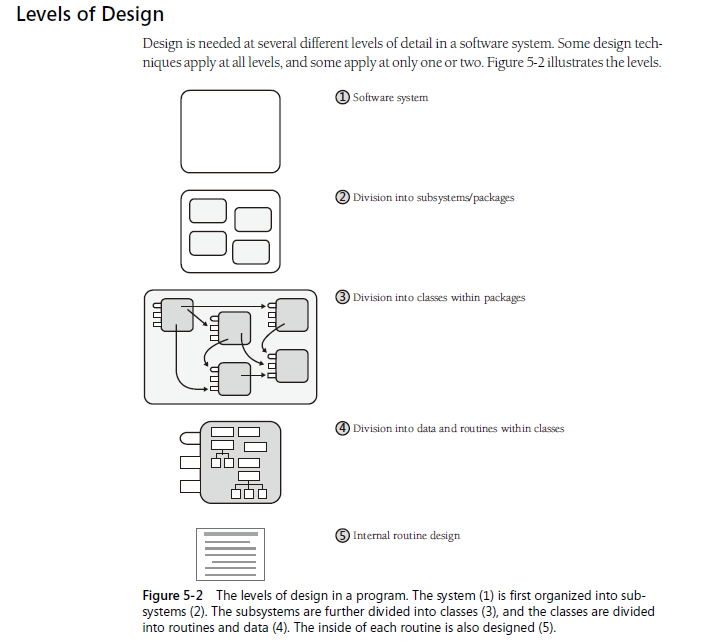 Levels of Design
Design is needed at several different levels of detail in a software system. Some design tech-
niques apply at all levels, and some apply at only one or two. Figure 5-2 illustrates the levels.
1 Software system
2 Division into subsystems/packages
3 Division into classes within packages
4 Division into data and routines within classes
5 Internal routine design
Figure 5-2 The levels of design in a program. The system (1) is first organized into sub-
systems (2). The subsystems are further divided into classes (3), and the classes are divided
into routines and data (4). The inside of each routine is also designed (5).